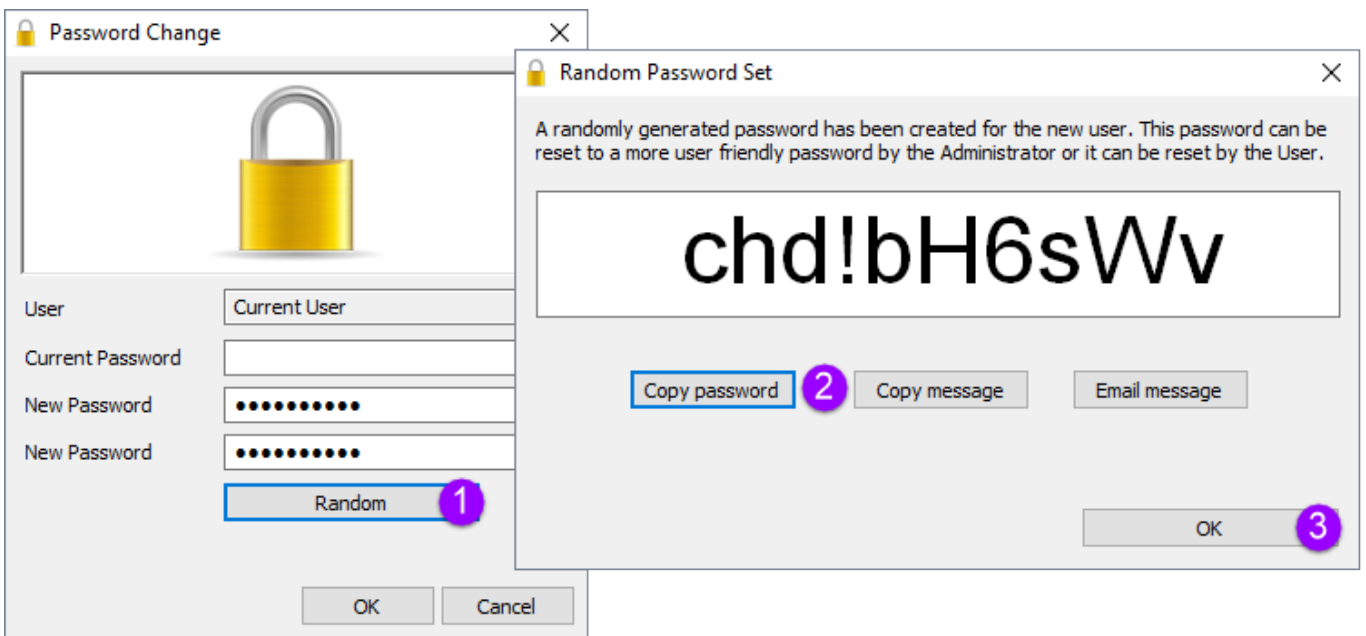 Password Change
User
Current User
Current Password
New Password
••••••••••
New Password
••••••••••
Random
1
OK
Cancel
Random Password Set
A randomly generated password has been created for the new user. This password can be
reset to a more user friendly password by the Administrator or it can be reset by the User.
chd!bH6sWv
Copy password
2
Copy message
Email message
OK
3